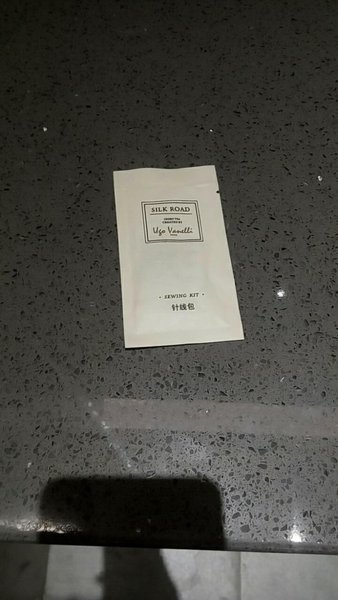 SILK ROAD
Ugo Vanelli
• SEWING KIT •
针线包